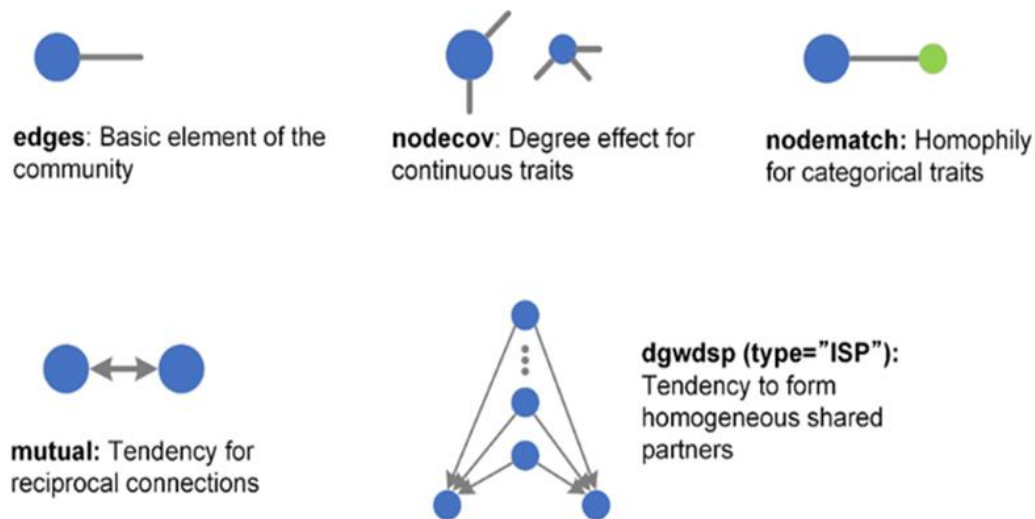 edges: Basic element of the
community
nodecov: Degree effect for
continuous traits
nodematch: Homophily
for categorical traits
mutual: Tendency for
reciprocal connections
dgwdsp (type=”ISP”):
Tendency to form
homogeneous shared
partners